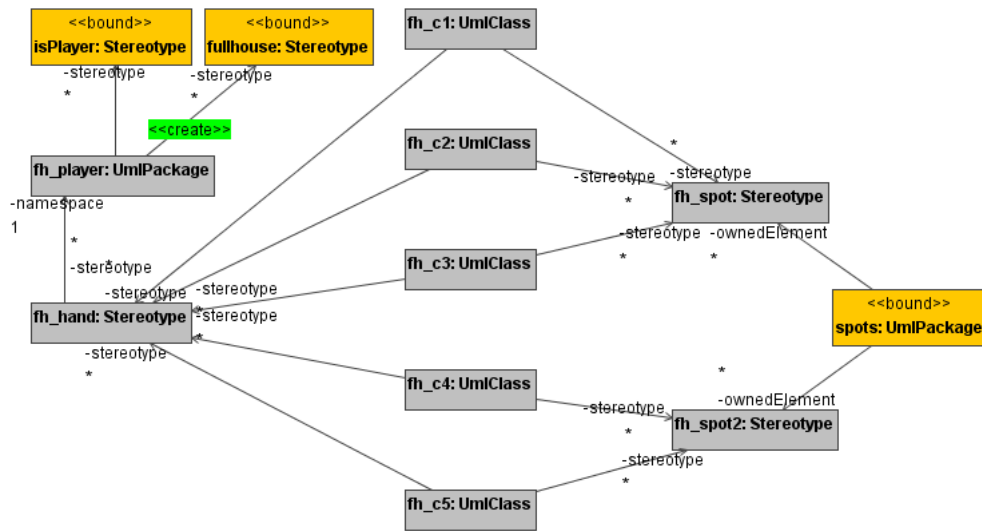 <<bound>>
isPlayer: Stereotype
<<bound>>
fullhouse: Stereotype
fh_c1: UmlClass
-stereotype
*
-stereotype
*
<<create>>
fh_c2: UmlClass
*
-stereotype
fh_player: UmlPackage
-stereotype
*
fh_spot: Stereotype
-namespace
1
-stereotype
*
-ownedElement
*
*
-stereotype
*
fh_c3: UmlClass
-stereotype
-stereotype
*
<<bound>>
spots: UmlPackage
fh_hand: Stereotype
-stereotype
*
-stereotype
*
fh_c4: UmlClass
*
-ownedElement
-stereotype
*
fh_spot2: Stereotype
-stereotype
*
fh_c5: UmlClass